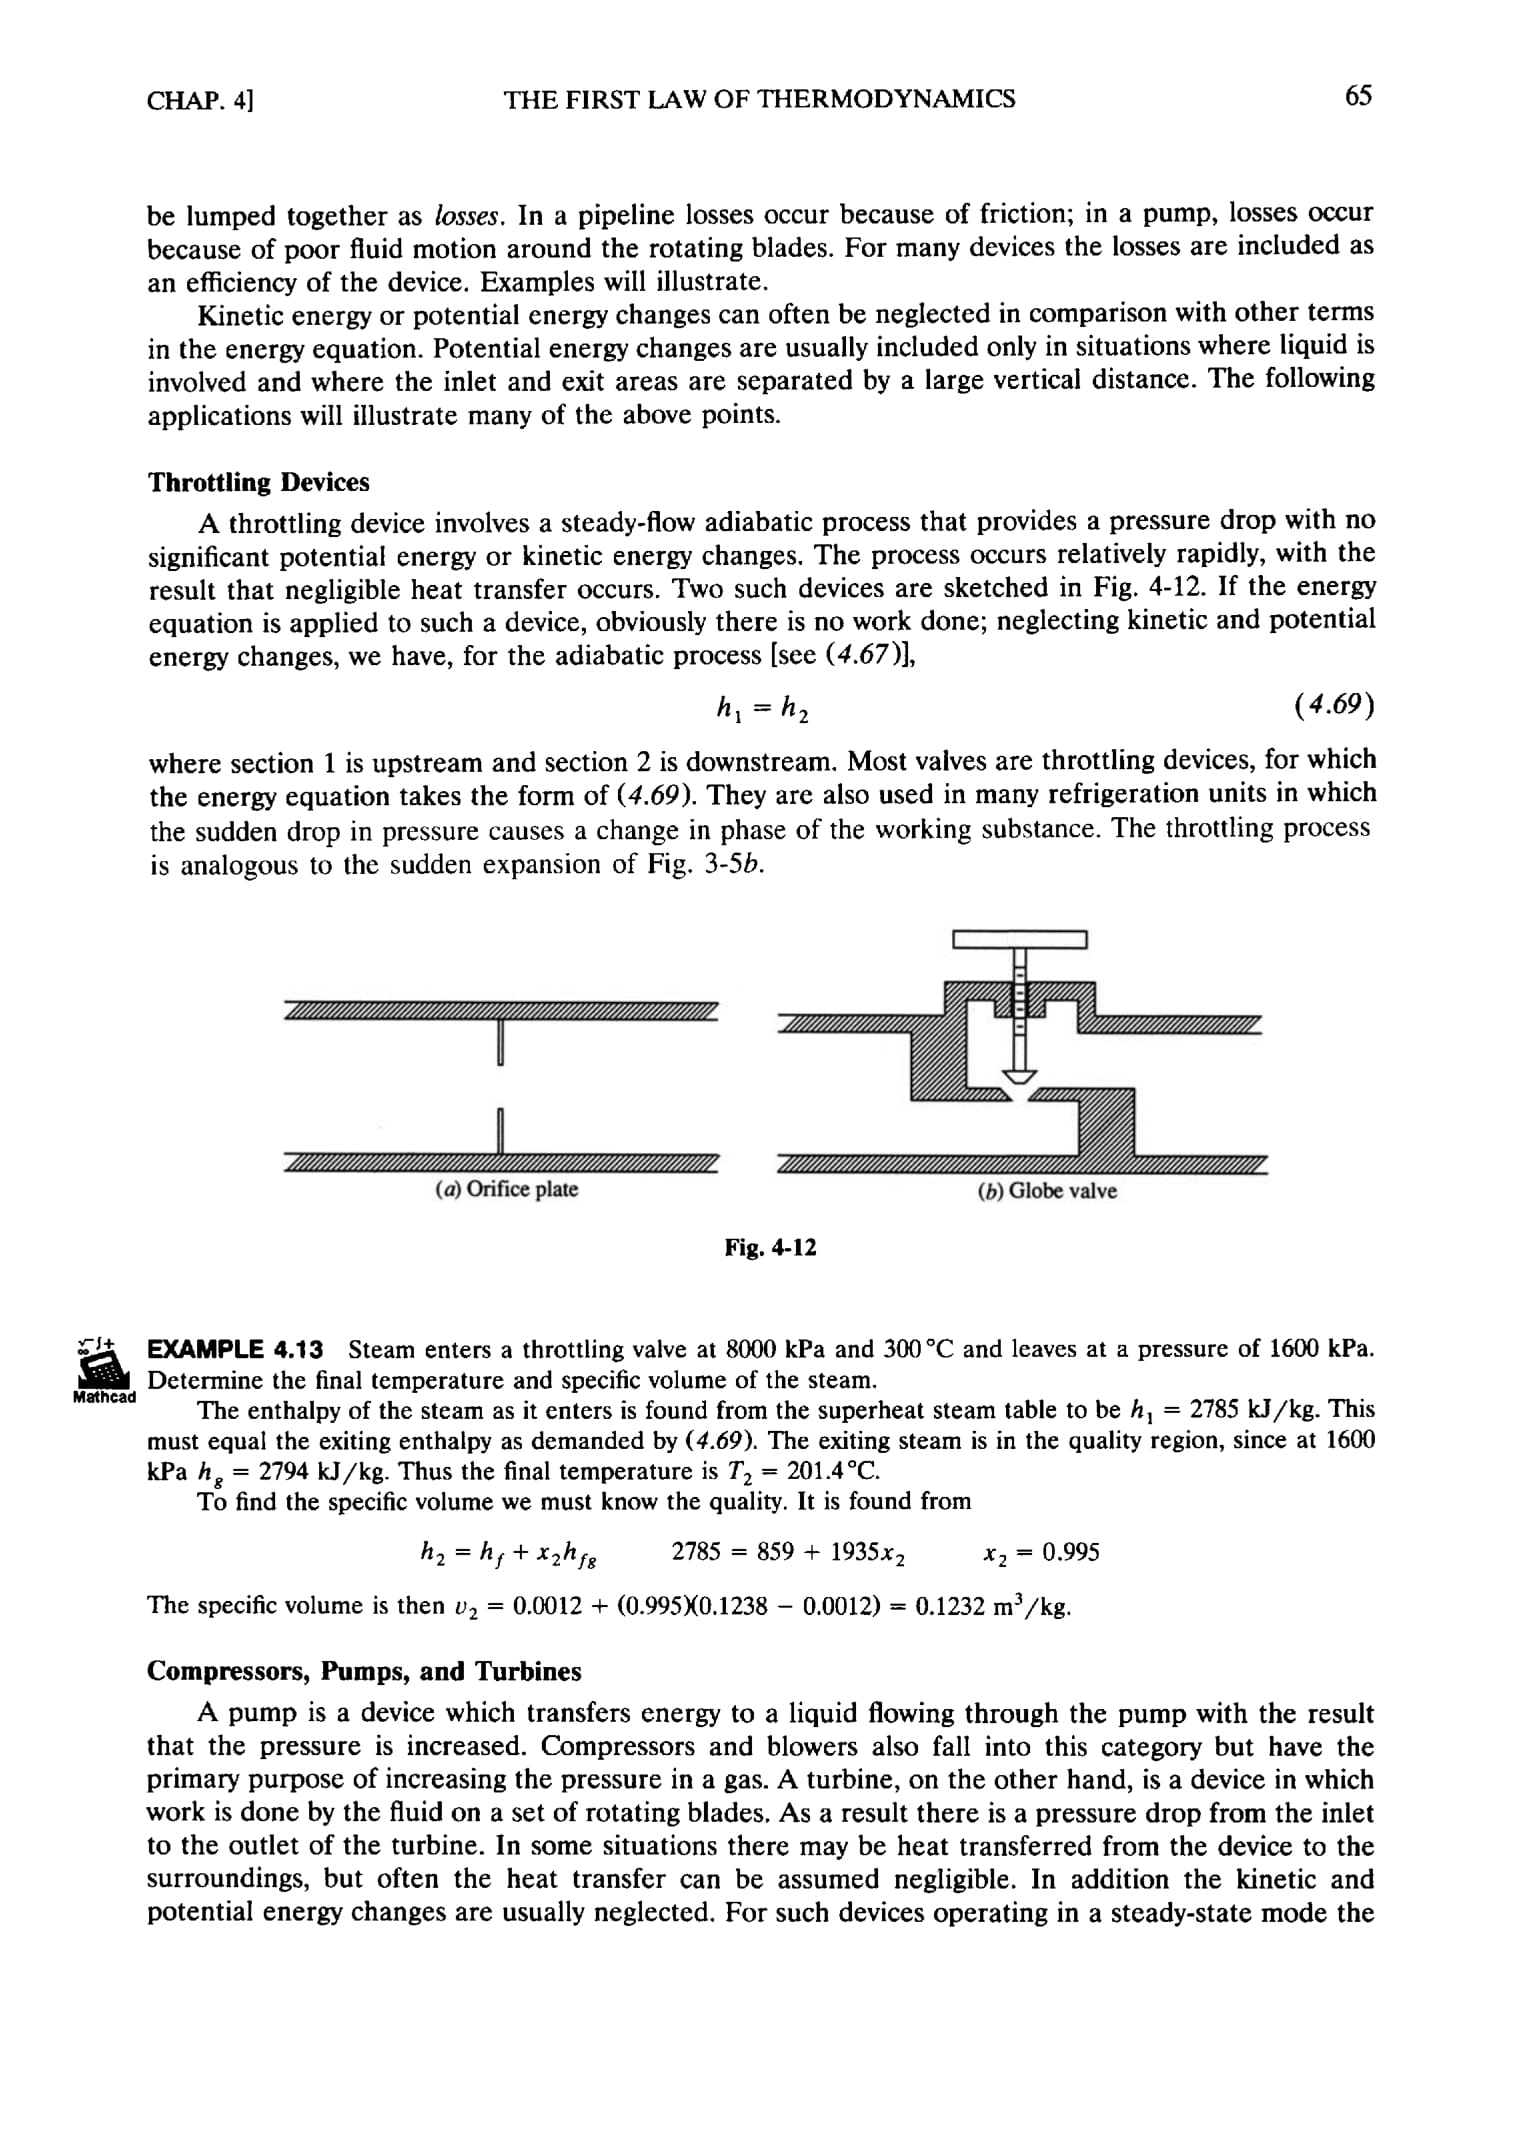 CHAP. 4] THE FIRST LAW OF THERMODYNAMICS 65
be lumped together as losses. In a pipeline losses occur because of friction; in a pump, losses occur
because of poor fluid motion around the rotating blades. For many devices the losses are included as
an efficiency of the device. Examples will illustrate.
Kinetic energy or potential energy changes can often be neglected in comparison with other terms
in the energy equation. Potential energy changes are usually included only in situations where liquid is
involved and where the inlet and exit areas are separated by a large vertical distance. The following
applications will illustrate many of the above points.
Throttling Devices
A throttling device involves a steady-flow adiabatic process that provides a pressure drop with no
significant potential energy or kinetic energy changes. The process occurs relatively rapidly, with the
result that negligible heat transfer occurs. Two such devices are sketched in Fig. 4-12. If the energy
equation is applied to such a device, obviously there is no work done; neglecting kinetic and potential
energy changes, we have, for the adiabatic process [see (4.67)],
h₁ = h₂ (4.69)
where section 1 is upstream and section 2 is downstream. Most valves are throttling devices, for which
the energy equation takes the form of (4.69). They are also used in many refrigeration units in which
the sudden drop in pressure causes a change in phase of the working substance. The throttling process
is analogous to the sudden expansion of Fig. 3-5b.
(a) Orifice plate (b) Globe valve
Fig. 4-12
EXAMPLE 4.13 Steam enters a throttling valve at 8000 kPa and 300 °C and leaves at a pressure of 1600 kPa.
Mathcad Determine the final temperature and specific volume of the steam.
The enthalpy of the steam as it enters is found from the superheat steam table to be h₁ = 2785 kJ/kg. This
must equal the exiting enthalpy as demanded by (4.69). The exiting steam is in the quality region, since at 1600
kPa h_g = 2794 kJ/kg. Thus the final temperature is T₂ = 201.4 °C.
To find the specific volume we must know the quality. It is found from
h₂ = h_f + x₂h_fg 2785 = 859 + 1935x₂ x₂ = 0.995
The specific volume is then v₂ = 0.0012 + (0.995)(0.1238 − 0.0012) = 0.1232 m³/kg.
Compressors, Pumps, and Turbines
A pump is a device which transfers energy to a liquid flowing through the pump with the result
that the pressure is increased. Compressors and blowers also fall into this category but have the
primary purpose of increasing the pressure in a gas. A turbine, on the other hand, is a device in which
work is done by the fluid on a set of rotating blades. As a result there is a pressure drop from the inlet
to the outlet of the turbine. In some situations there may be heat transferred from the device to the
surroundings, but often the heat transfer can be assumed negligible. In addition the kinetic and
potential energy changes are usually neglected. For such devices operating in a steady-state mode the